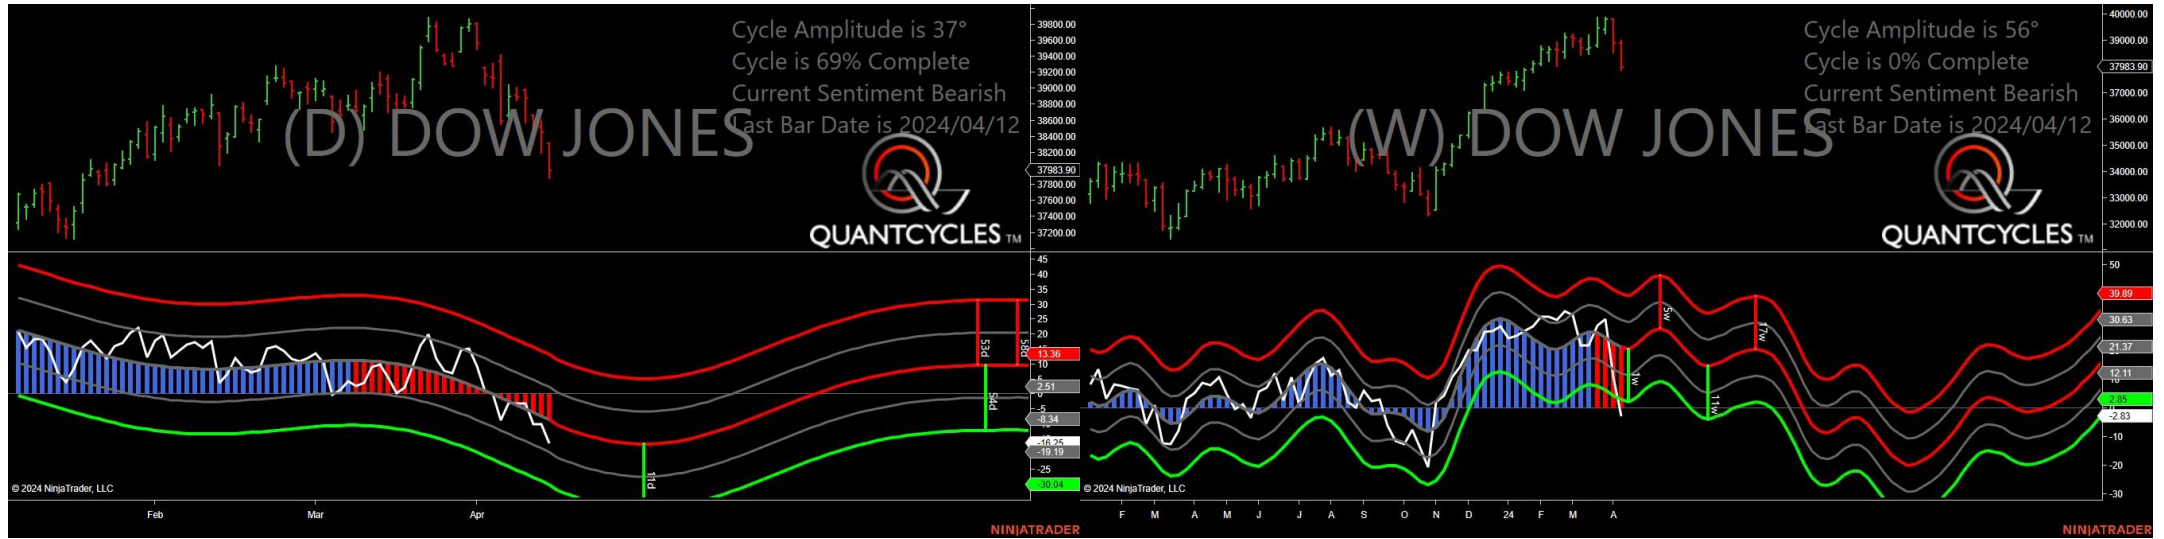 Cycle Amplitude is 37°
Cycle is 69% Complete
Current Sentiment Bearish
Last Bar Date is 2024/04/12
(D) DOW JONES
QUANTCYCLES TM
39800.00
39600.00
39400.00
39200.00
39000.00
38800.00
38600.00
38400.00
38200.00
37983.90
37800.00
37600.00
37400.00
37200.00
45
40
35
30
25
20
15
13.36
10
5
2.51
-5
-8.34
-16.25
-19.19
-25
-30.04
53d
58d
54d
11d
© 2024 NinjaTrader, LLC
Feb Mar Apr
NINJATRADER
Cycle Amplitude is 56°
Cycle is 0% Complete
Current Sentiment Bearish
Last Bar Date is 2024/04/12
(W) DOW JONES
QUANTCYCLES TM
40000.00
39000.00
37983.90
37000.00
36000.00
35000.00
34000.00
33000.00
32000.00
50
39.89
30.63
21.37
12.11
10
2.85
-2.83
-10
-20
-30
5w
17w
1w
11w
© 2024 NinjaTrader, LLC
F M A M J J A S O N D 24 F M A
NINJATRADER